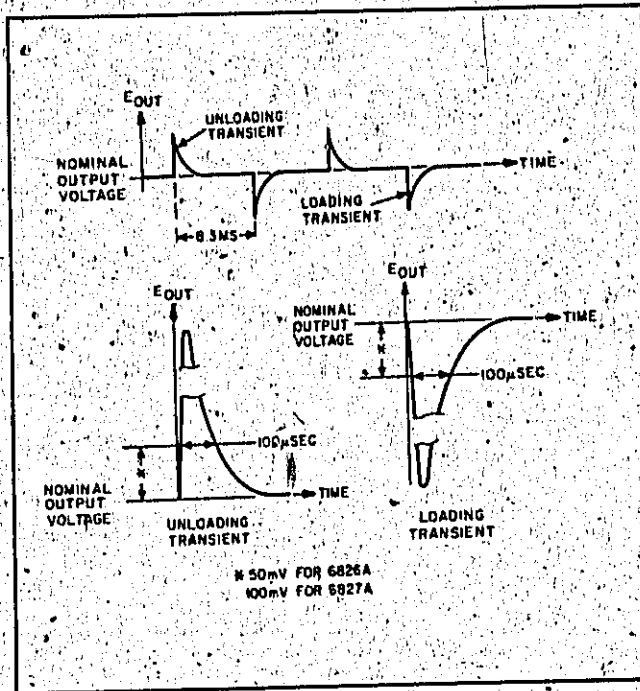 EOUT
UNLOADING
TRANSIENT
NOMINAL
OUTPUT
VOLTAGE
TIME
LOADING
TRANSIENT
8.3MS
EOUT
100µSEC
*
NOMINAL
OUTPUT
VOLTAGE
TIME
UNLOADING
TRANSIENT
EOUT
NOMINAL
OUTPUT
VOLTAGE
TIME
*
100µSEC
LOADING
TRANSIENT
* 50mV FOR 6826A
100mV FOR 6827A